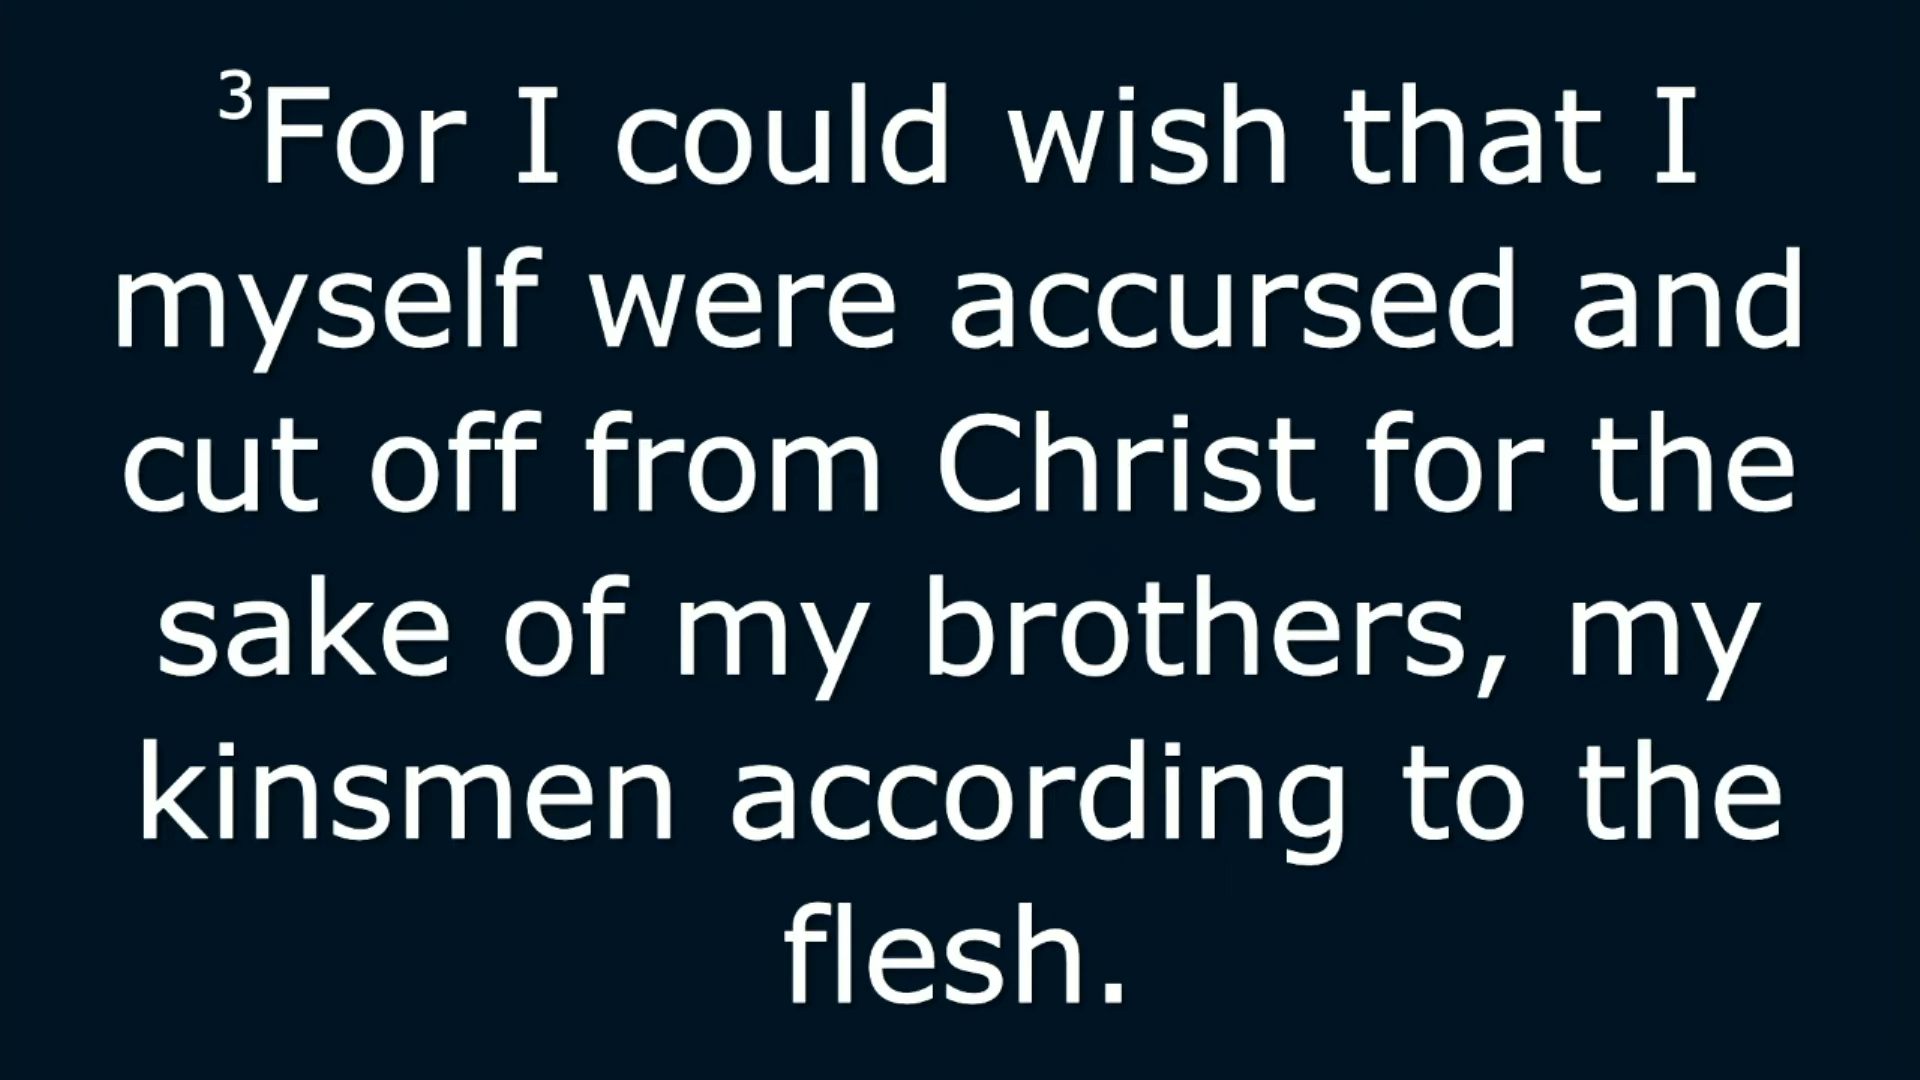 ³For I could wish that I
myself were accursed and
cut off from Christ for the
sake of my brothers, my
kinsmen according to the
flesh.